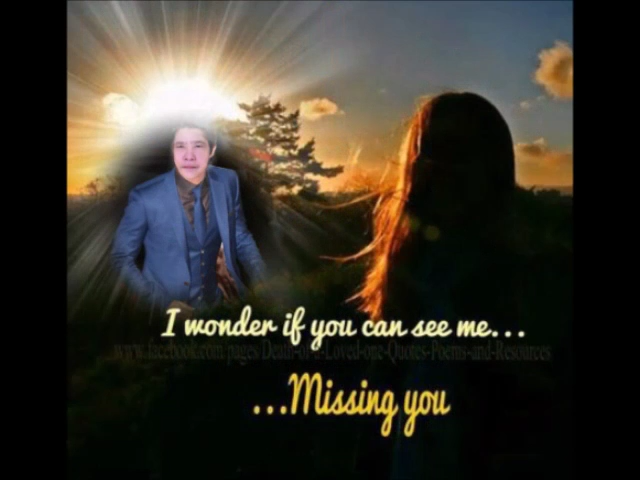 I wonder if you can see me...
www.facebook.com/pages/Death-of-a-Loved-one-Quotes-Poems-and-Resources
...Missing you